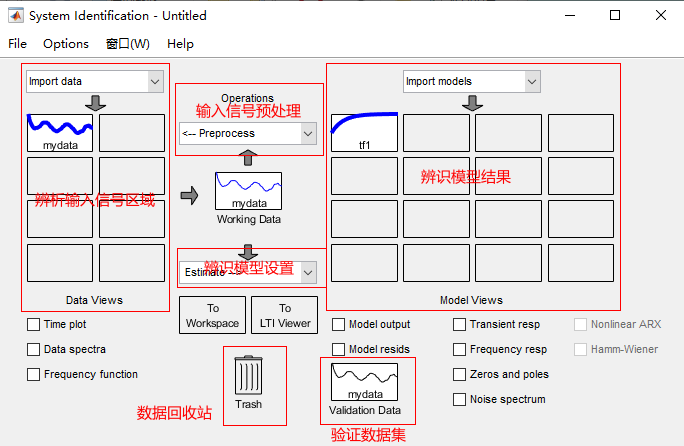 System Identification - Untitled
File Options 窗口(W) Help
Import data
Operations
输入信号预处理
<-- Preprocess
Import models
mydata
tf1
辨析输入信号区域
mydata
Working Data
辨识模型结果
Estimate -->
辨识模型设置
Data Views
To Workspace
To LTI Viewer
Model Views
Time plot
Data spectra
Frequency function
Model output
Model resids
Transient resp
Frequency resp
Zeros and poles
Noise spectrum
Nonlinear ARX
Hamm-Wiener
Trash
数据回收站
mydata
Validation Data
验证数据集